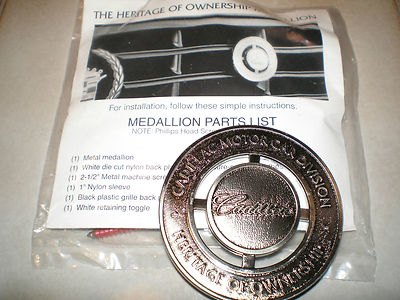 THE HERITAGE OF OWNERSHIP
For installation, follow these simple instructions.
MEDALLION PARTS LIST
NOTE: Phillips Head
(1) Metal medallion
(1) White die cut nylon back
(1) 2-1/2" Metal machine
(1) 1" Nylon sleeve
(1) Black plastic grille back
(1) White retaining toggle
CADILLAC MOTOR CAR DIVISION
Cadillac
HERITAGE OF OWNERSHIP